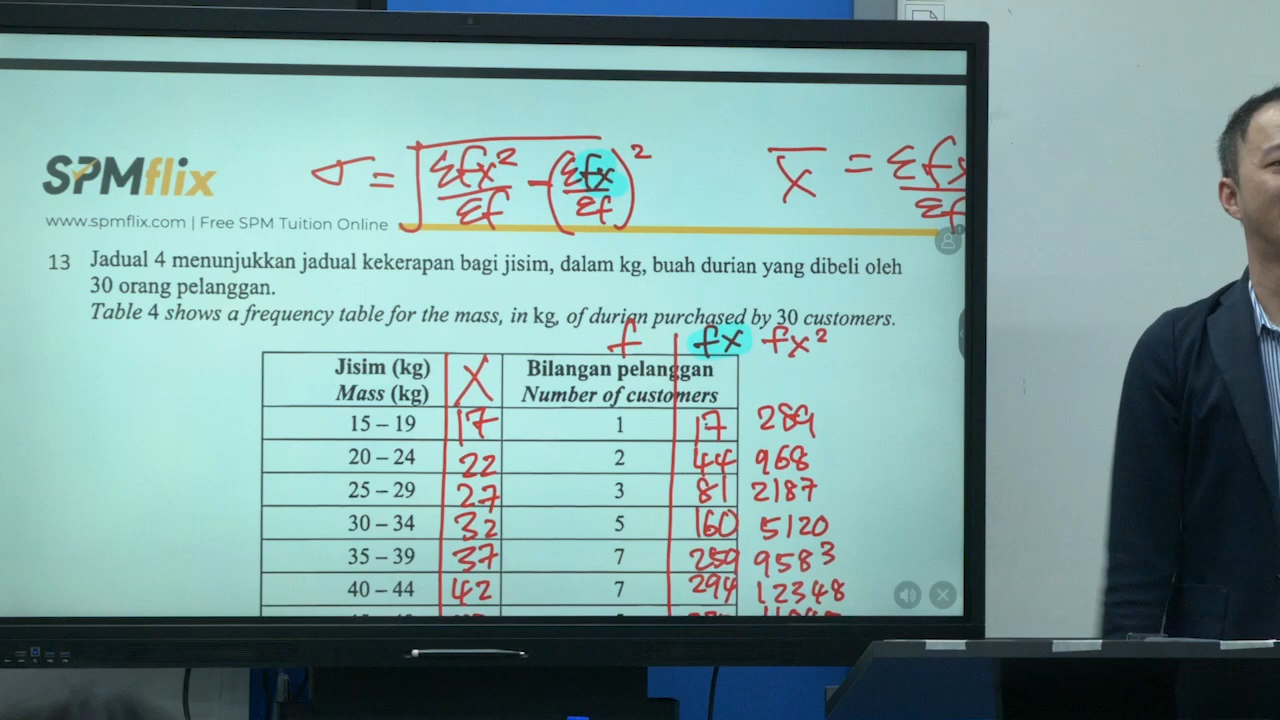 SPMflix
www.spmflix.com | Free SPM Tuition Online
σ = √(Σfx²/Σf - (Σfx/Σf)²)
x̄ = Σfx/Σf
13 Jadual 4 menunjukkan jadual kekerapan bagi jisim, dalam kg, buah durian yang dibeli oleh
30 orang pelanggan.
Table 4 shows a frequency table for the mass, in kg, of durian purchased by 30 customers.
f fx fx²
Jisim (kg) X Bilangan pelanggan
Mass (kg) Number of customers
15 – 19 17 1 17 289
20 – 24 22 2 44 968
25 – 29 27 3 81 2187
30 – 34 32 5 160 5120
35 – 39 37 7 259 9583
40 – 44 42 7 294 12348